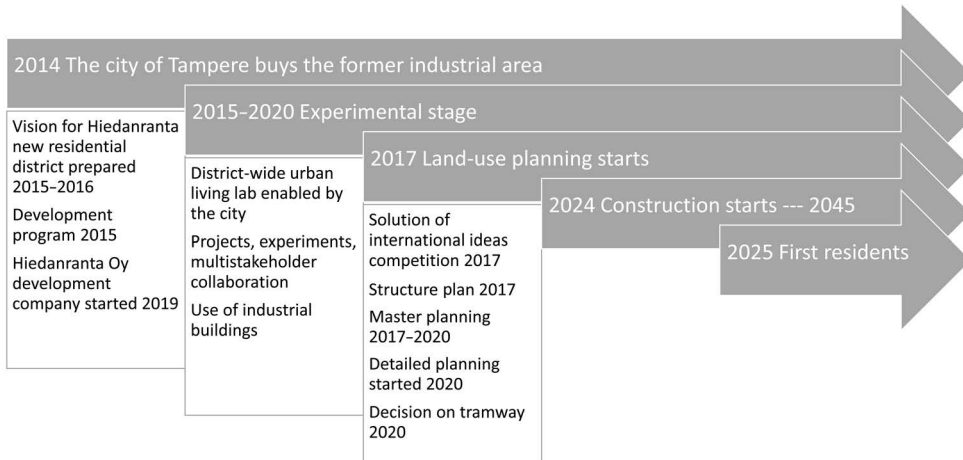 2014 The city of Tampere buys the former industrial area
Vision for Hiedanranta
new residential
district prepared
2015–2016
Development
program 2015
Hiedanranta Oy
development
company started 2019
2015–2020 Experimental stage
District-wide urban
living lab enabled by
the city
Projects, experiments,
multistakeholder
collaboration
Use of industrial
buildings
2017 Land-use planning starts
Solution of
international ideas
competition 2017
Structure plan 2017
Master planning
2017–2020
Detailed planning
started 2020
Decision on tramway
2020
2024 Construction starts --- 2045
2025 First residents